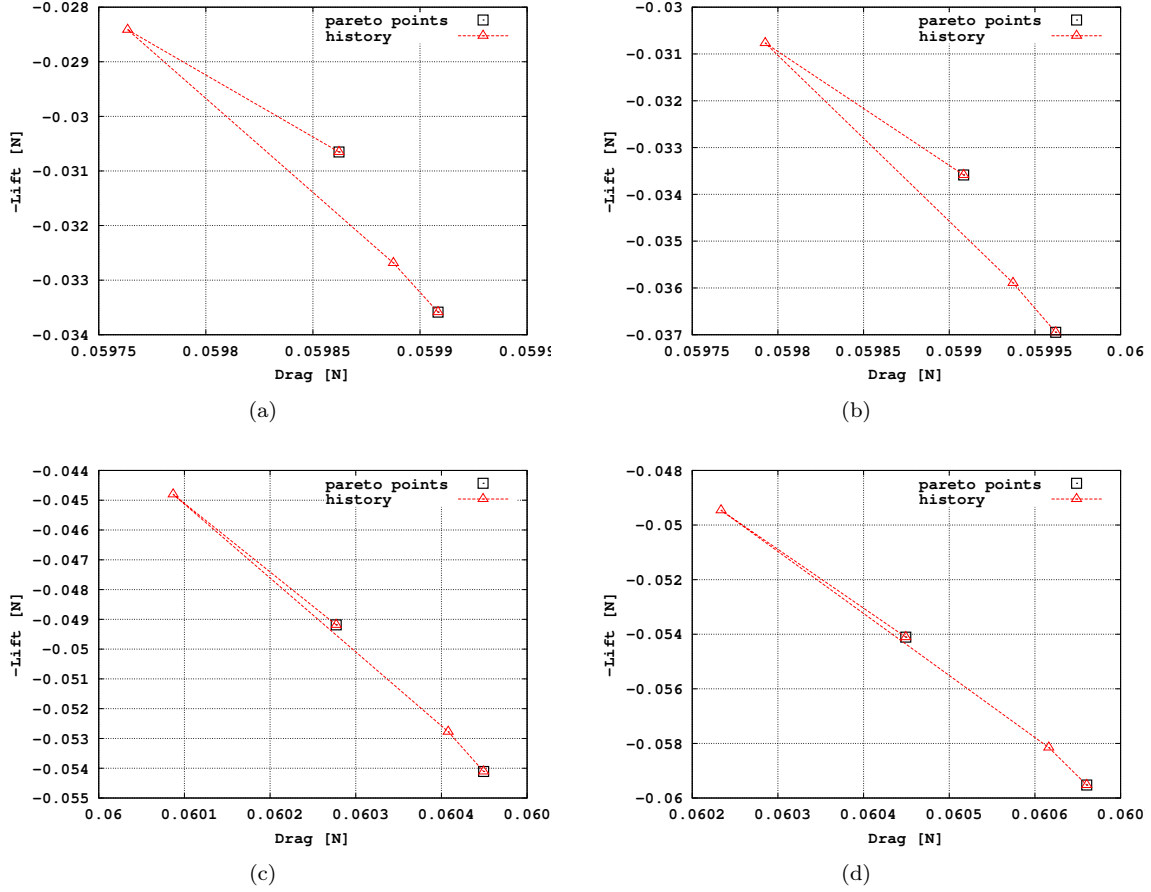 -0.028
-0.029
-0.03
-0.031
-0.032
-0.033
-0.034
0.05975 0.0598 0.05985 0.0599 0.0599
-Lift [N]
Drag [N]
pareto points
history
(a)
-0.03
-0.031
-0.032
-0.033
-0.034
-0.035
-0.036
-0.037
0.05975 0.0598 0.05985 0.0599 0.05995 0.06
-Lift [N]
Drag [N]
pareto points
history
(b)
-0.044
-0.045
-0.046
-0.047
-0.048
-0.049
-0.05
-0.051
-0.052
-0.053
-0.054
-0.055
0.06 0.0601 0.0602 0.0603 0.0604 0.060
-Lift [N]
Drag [N]
pareto points
history
(c)
-0.048
-0.05
-0.052
-0.054
-0.056
-0.058
-0.06
0.0602 0.0603 0.0604 0.0605 0.0606 0.060
-Lift [N]
Drag [N]
pareto points
history
(d)